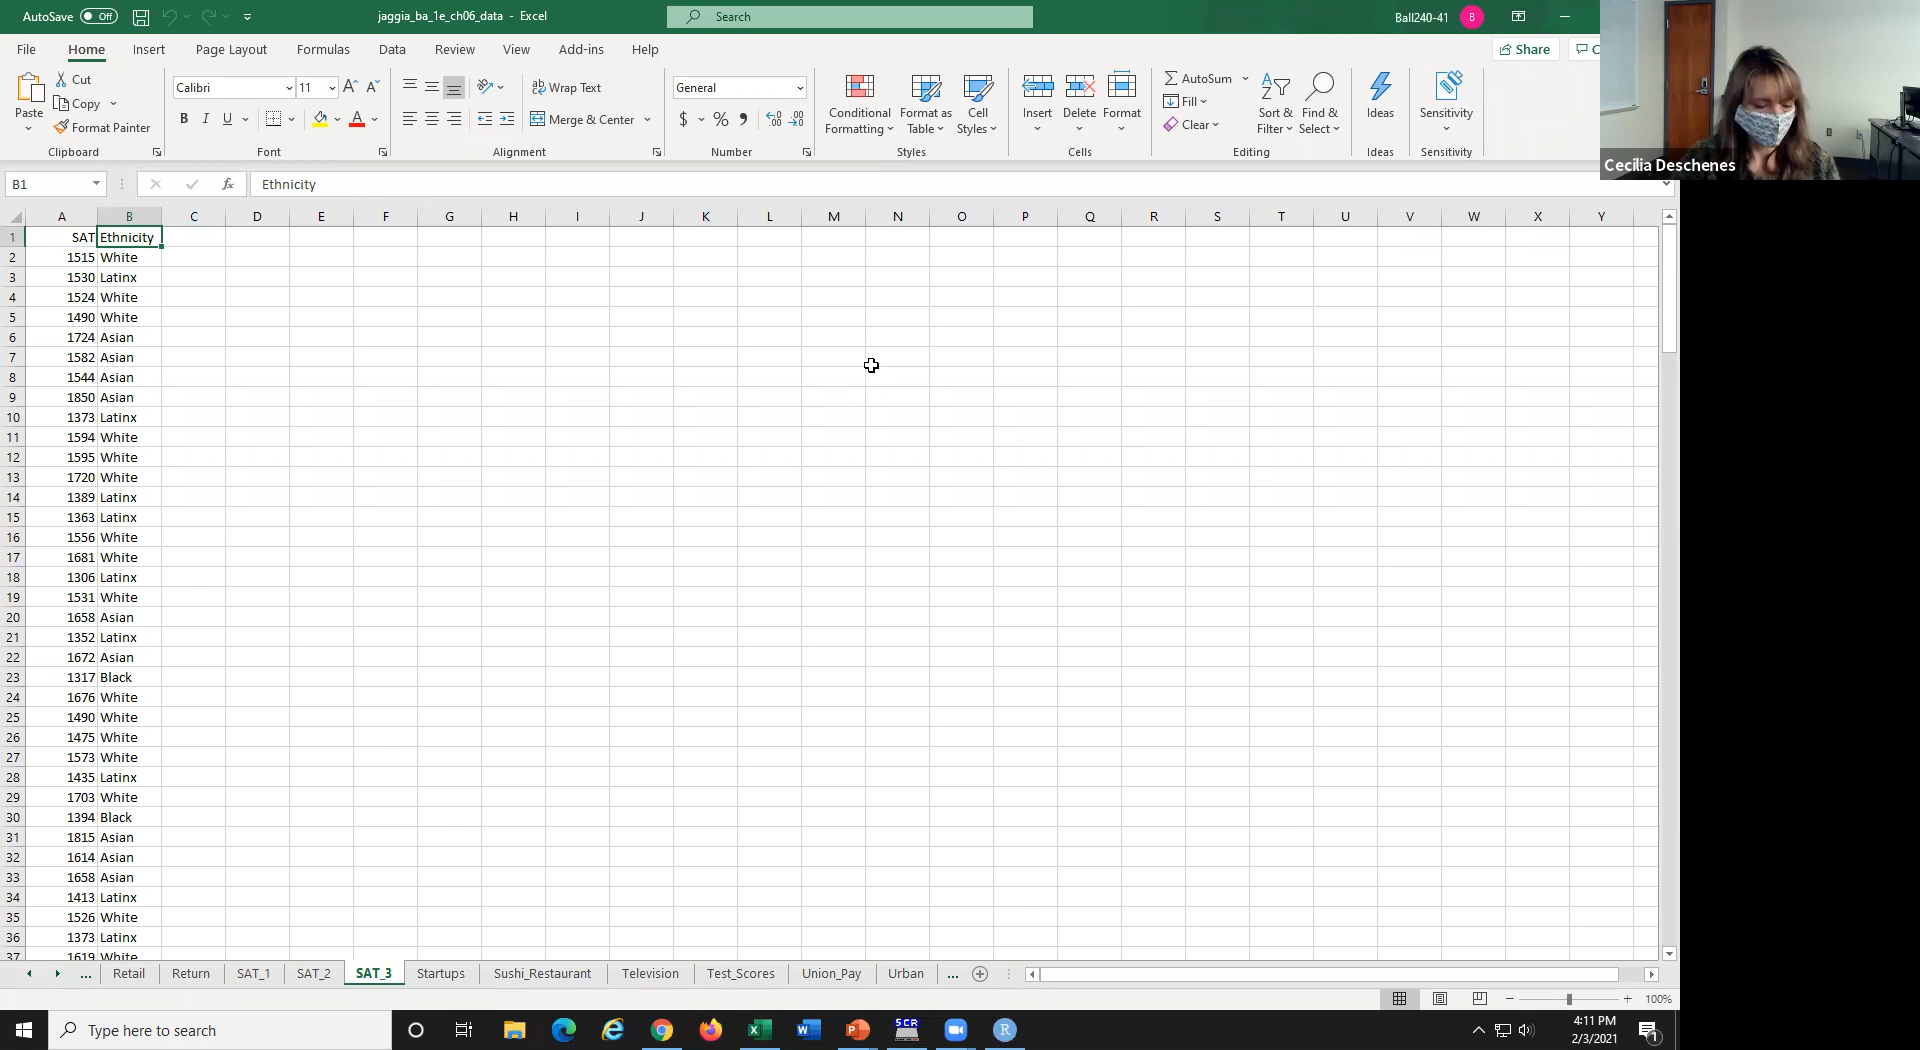 AutoSave Off jaggia_ba_1e_ch06_data - Excel Search Ball240-41 B
File Home Insert Page Layout Formulas Data Review View Add-ins Help Share C
Paste Cut Copy Format Painter Clipboard
Calibri 11 A A B I U A Font
Wrap Text Merge & Center Alignment
General $ % Number
Conditional Formatting Format as Table Cell Styles Styles
Insert Delete Format Cells
AutoSum Fill Clear Sort & Filter Find & Select Editing
Ideas Ideas
Sensitivity Sensitivity
Cecilia Deschenes
B1 fx Ethnicity
A B C D E F G H I J K L M N O P Q R S T U V W X Y
1 SAT Ethnicity
2 1515 White
3 1530 Latinx
4 1524 White
5 1490 White
6 1724 Asian
7 1582 Asian
8 1544 Asian
9 1850 Asian
10 1373 Latinx
11 1594 White
12 1595 White
13 1720 White
14 1389 Latinx
15 1363 Latinx
16 1556 White
17 1681 White
18 1306 Latinx
19 1531 White
20 1658 Asian
21 1352 Latinx
22 1672 Asian
23 1317 Black
24 1676 White
25 1490 White
26 1475 White
27 1573 White
28 1435 Latinx
29 1703 White
30 1394 Black
31 1815 Asian
32 1614 Asian
33 1658 Asian
34 1413 Latinx
35 1526 White
36 1373 Latinx
37 1619 White
... Retail Return SAT_1 SAT_2 SAT_3 Startups Sushi_Restaurant Television Test_Scores Union_Pay Urban ...
100%
Type here to search SCR R 4:11 PM
2/3/2021 1